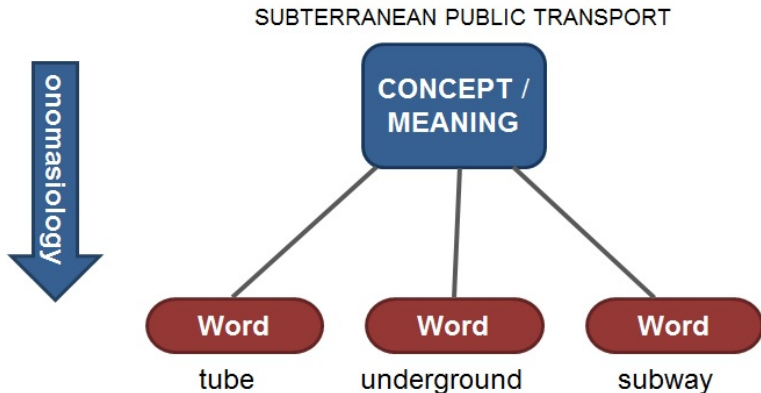 SUBTERRANEAN PUBLIC TRANSPORT
onomasiology
CONCEPT /
MEANING
Word
Word
Word
tube
underground
subway